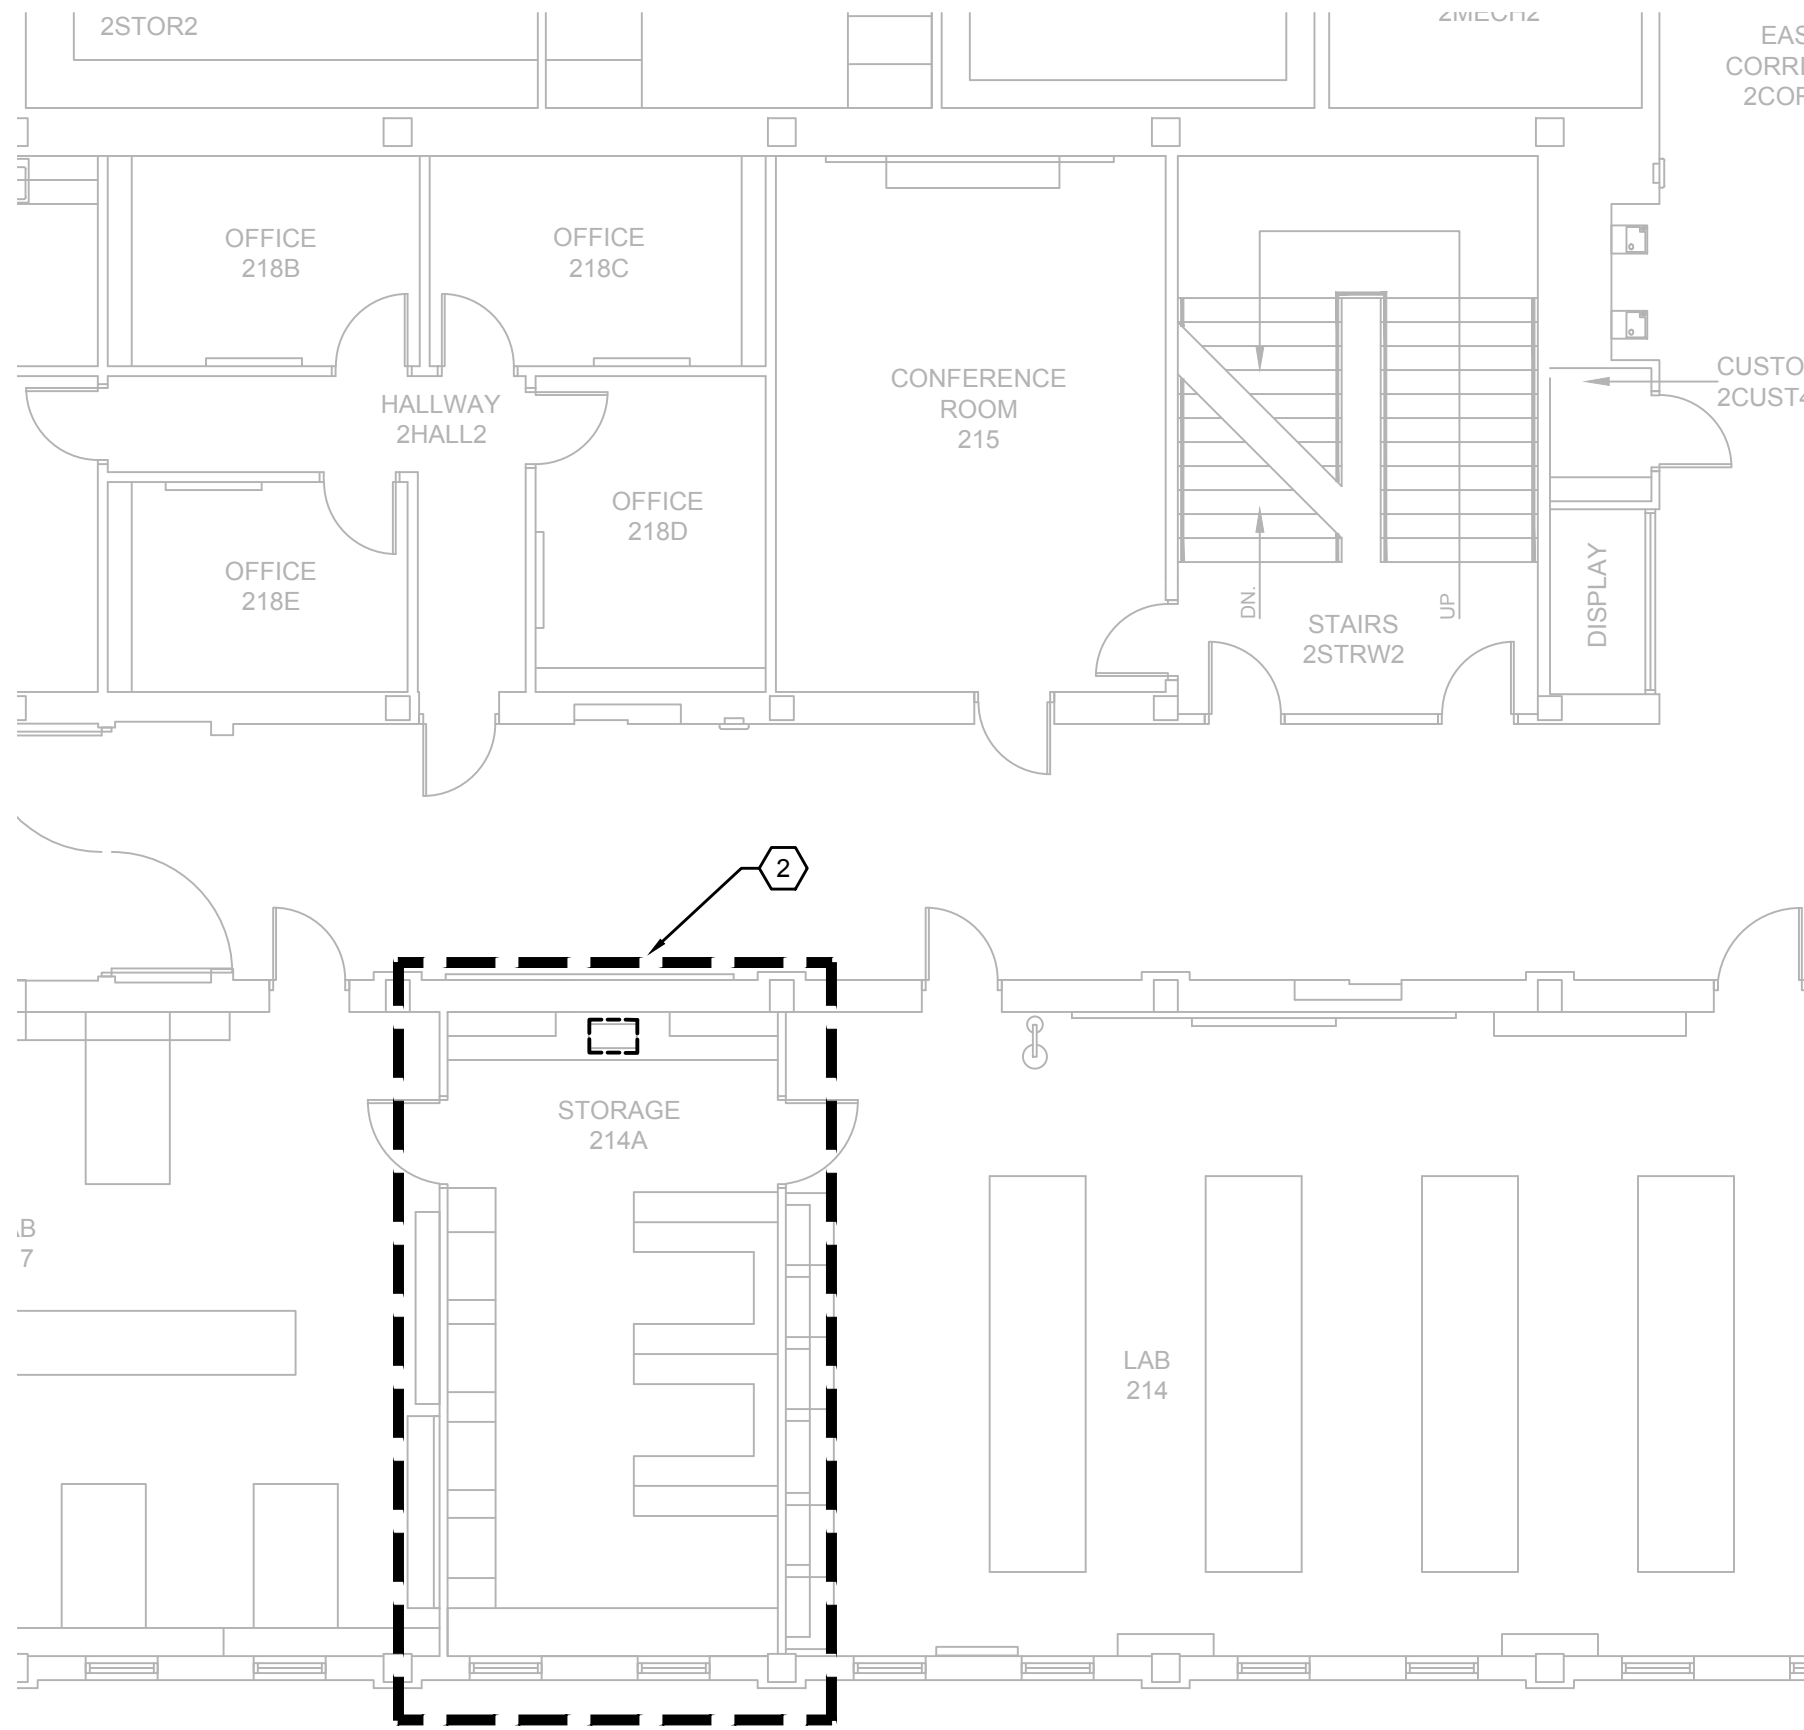 2STOR2
2MECH2
OFFICE
218B
OFFICE
218C
HALLWAY
2HALL2
CONFERENCE
ROOM
215
OFFICE
218D
OFFICE
218E
DN.
UP
STAIRS
2STRW2
DISPLAY
2
STORAGE
214A
LAB
214